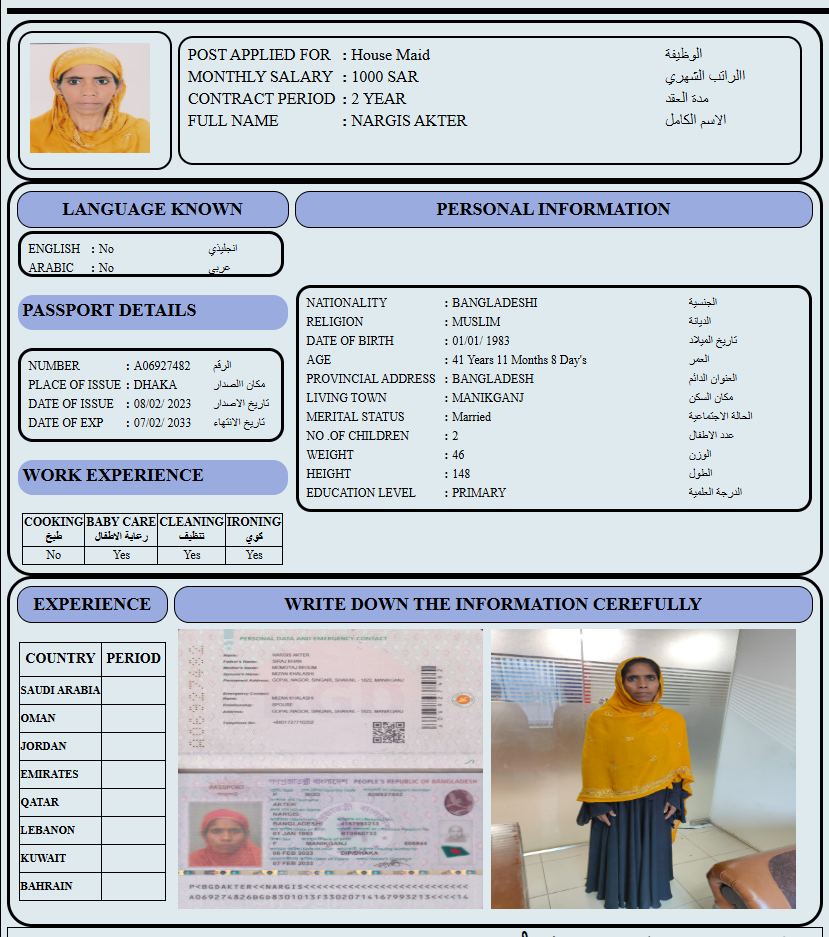 POST APPLIED FOR : House Maid الوظيفة
MONTHLY SALARY : 1000 SAR االراتب الشهري
CONTRACT PERIOD : 2 YEAR مدة العقد
FULL NAME : NARGIS AKTER الاسم الكامل
LANGUAGE KNOWN
ENGLISH : No انجليذي
ARABIC : No عربي
PASSPORT DETAILS
NUMBER : A06927482 الرقم
PLACE OF ISSUE : DHAKA مكان االصدار
DATE OF ISSUE : 08/02/ 2023 تاريخ الاصدار
DATE OF EXP : 07/02/ 2033 تاريخ الانتهاء
WORK EXPERIENCE
COOKING BABY CARE CLEANING IRONING
طبخ رعاية الاطفال تنظيف كوي
No Yes Yes Yes
PERSONAL INFORMATION
NATIONALITY : BANGLADESHI الجنسية
RELIGION : MUSLIM الديانة
DATE OF BIRTH : 01/01/ 1983 تاريخ الميلاد
AGE : 41 Years 11 Months 8 Day's العمر
PROVINCIAL ADDRESS : BANGLADESH العنوان الدائم
LIVING TOWN : MANIKGANJ مكان السكن
MERITAL STATUS : Married الحالة الاجتماعية
NO .OF CHILDREN : 2 عدد الاطفال
WEIGHT : 46 الوزن
HEIGHT : 148 الطول
EDUCATION LEVEL : PRIMARY الدرجة العلمية
EXPERIENCE
COUNTRY PERIOD
SAUDI ARABIA
OMAN
JORDAN
EMIRATES
QATAR
LEBANON
KUWAIT
BAHRAIN
WRITE DOWN THE INFORMATION CEREFULLY
PERSONAL DATA AND EMERGENCY CONTACT
NARGIS AKTER
SIRAJ KHAN
MOMOTAJ BEGUM
MIZAN KHALASHI
Emergency Contact:
MIZAN KHALASHI
SPOUSE
PASSPORT
গণপ্রজাতন্ত্রী বাংলাদেশ PEOPLE'S REPUBLIC OF BANGLADESH
AKTER
NARGIS
BANGLADESHI
01 JAN 1983
F MANIKGANJ
08 FEB 2023 DIP/DHAKA
07 FEB 2033